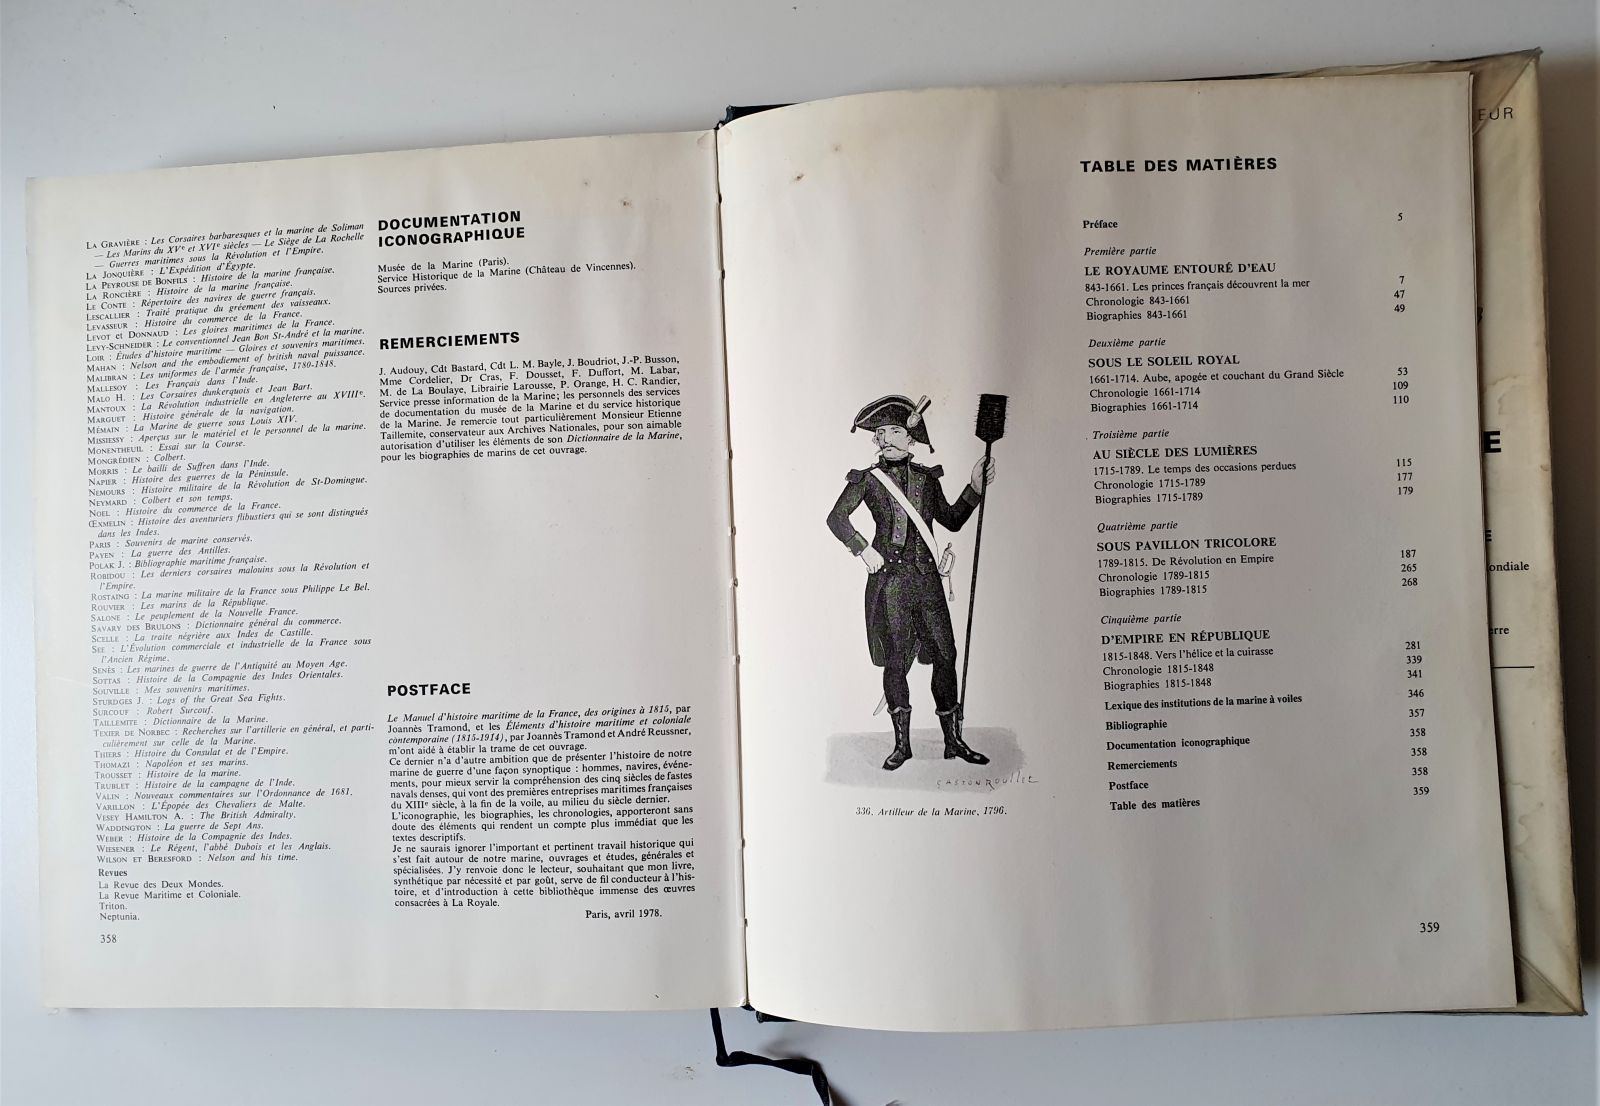 LA GRAVIÈRE : Les Corsaires barbaresques et la marine de Soliman
— Les Marins du XVe et XVIe siècles — Le Siège de La Rochelle
— Guerres maritimes sous la Révolution et l'Empire.
LA JONQUIÈRE : L'Expédition d'Égypte.
LA PEYROUSE DE BONFILS : Histoire de la marine française.
LA RONCIÈRE : Histoire de la marine française.
LE CONTE : Répertoire des navires de guerre français.
LESCALLIER : Traité pratique du gréement des vaisseaux.
LEVASSEUR : Histoire du commerce de la France.
LEVOT et DONNAUD : Les gloires maritimes de la France.
LEVY-SCHNEIDER : Le conventionnel Jean Bon St-André et la marine.
LOIR : Études d'histoire maritime — Gloires et souvenirs maritimes.
MAHAN : Nelson and the embodiement of british naval puissance.
MALIBRAN : Les uniformes de l'armée française, 1780-1848.
MALLESOY : Les Français dans l'Inde.
MALO H. : Les Corsaires dunkerquois et Jean Bart.
MANTOUX : La Révolution industrielle en Angleterre au XVIIIe.
MARGUET : Histoire générale de la navigation.
MÉMAIN : La Marine de guerre sous Louis XIV.
MISSIESSY : Aperçus sur le matériel et le personnel de la marine.
MONENTHEUIL : Essai sur la Course.
MONGRÉDIEN : Colbert.
MORRIS : Le bailli de Suffren dans l'Inde.
NAPIER : Histoire des guerres de la Péninsule.
NEMOURS : Histoire militaire de la Révolution de St-Domingue.
NEYMARD : Colbert et son temps.
NOEL : Histoire du commerce de la France.
ŒXMELIN : Histoire des aventuriers flibustiers qui se sont distingués
dans les Indes.
PARIS : Souvenirs de marine conservés.
PAYEN : La guerre des Antilles.
POLAK J. : Bibliographie maritime française.
ROBIDOU : Les derniers corsaires malouins sous la Révolution et
l'Empire.
ROSTAING : La marine militaire de la France sous Philippe Le Bel.
ROUVIER : Les marins de la République.
SALONE : Le peuplement de la Nouvelle France.
SAVARY DES BRULONS : Dictionnaire général du commerce.
SCELLE : La traite négrière aux Indes de Castille.
SEE : L'Évolution commerciale et industrielle de la France sous
l'Ancien Régime.
SENÈS : Les marines de guerre de l'Antiquité au Moyen Age.
SOTTAS : Histoire de la Compagnie des Indes Orientales.
SOUVILLE : Mes souvenirs maritimes.
STURDGES J. : Logs of the Great Sea Fights.
SURCOUF : Robert Surcouf.
TAILLEMITE : Dictionnaire de la Marine.
TEXIER DE NORBEC : Recherches sur l'artillerie en général, et parti-
culièrement sur celle de la Marine.
THIERS : Histoire du Consulat et de l'Empire.
THOMAZI : Napoléon et ses marins.
TROUSSET : Histoire de la marine.
TRUBLET : Histoire de la campagne de l'Inde.
VALIN : Nouveaux commentaires sur l'Ordonnance de 1681.
VARILLON : L'Épopée des Chevaliers de Malte.
VESEY HAMILTON A. : The British Admiralty.
WADDINGTON : La guerre de Sept Ans.
WEBER : Histoire de la Compagnie des Indes.
WIESENER : Le Régent, l'abbé Dubois et les Anglais.
WILSON ET BERESFORD : Nelson and his time.
Revues
La Revue des Deux Mondes.
La Revue Maritime et Coloniale.
Triton.
Neptunia.
358
DOCUMENTATION
ICONOGRAPHIQUE
Musée de la Marine (Paris).
Service Historique de la Marine (Château de Vincennes).
Sources privées.
REMERCIEMENTS
J. Audouy, Cdt Bastard, Cdt L. M. Bayle, J. Boudriot, J.-P. Busson,
Mme Cordelier, Dr Cras, F. Dousset, F. Duffort, M. Labar,
M. de La Boulaye, Librairie Larousse, P. Orange, H. C. Randier,
Service presse information de la Marine; les personnels des services
de documentation du musée de la Marine et du service historique
de la Marine. Je remercie tout particulièrement Monsieur Etienne
Taillemite, conservateur aux Archives Nationales, pour son aimable
autorisation d'utiliser les éléments de son Dictionnaire de la Marine,
pour les biographies de marins de cet ouvrage.
POSTFACE
Le Manuel d'histoire maritime de la France, des origines à 1815, par
Joannès Tramond, et les Éléments d'histoire maritime et coloniale
contemporaine (1815-1914), par Joannès Tramond et André Reussner,
m'ont aidé à établir la trame de cet ouvrage.
Ce dernier n'a d'autre ambition que de présenter l'histoire de notre
marine de guerre d'une façon synoptique : hommes, navires, événe-
ments, pour mieux servir la compréhension des cinq siècles de fastes
navals denses, qui vont des premières entreprises maritimes françaises
du XIIIe siècle, à la fin de la voile, au milieu du siècle dernier.
L'iconographie, les biographies, les chronologies, apporteront sans
doute des éléments qui rendent un compte plus immédiat que les
textes descriptifs.
Je ne saurais ignorer l'important et pertinent travail historique qui
s'est fait autour de notre marine, ouvrages et études, générales et
spécialisées. J'y renvoie donc le lecteur, souhaitant que mon livre,
synthétique par nécessité et par goût, serve de fil conducteur à l'his-
toire, et d'introduction à cette bibliothèque immense des œuvres
consacrées à La Royale.
Paris, avril 1978.
GASTON ROULLET
336. Artilleur de la Marine, 1796.
TABLE DES MATIÈRES
Préface 5
Première partie
LE ROYAUME ENTOURÉ D'EAU
843-1661. Les princes français découvrent la mer 7
Chronologie 843-1661 47
Biographies 843-1661 49
Deuxième partie
SOUS LE SOLEIL ROYAL
1661-1714. Aube, apogée et couchant du Grand Siècle 53
Chronologie 1661-1714 109
Biographies 1661-1714 110
Troisième partie
AU SIÈCLE DES LUMIÈRES
1715-1789. Le temps des occasions perdues 115
Chronologie 1715-1789 177
Biographies 1715-1789 179
Quatrième partie
SOUS PAVILLON TRICOLORE
1789-1815. De Révolution en Empire 187
Chronologie 1789-1815 265
Biographies 1789-1815 268
Cinquième partie
D'EMPIRE EN RÉPUBLIQUE
1815-1848. Vers l'hélice et la cuirasse 281
Chronologie 1815-1848 339
Biographies 1815-1848 341
Lexique des institutions de la marine à voiles 346
Bibliographie 357
Documentation iconographique 358
Remerciements 358
Postface 358
Table des matières 359
359
EUR
E
E
ondiale
erre